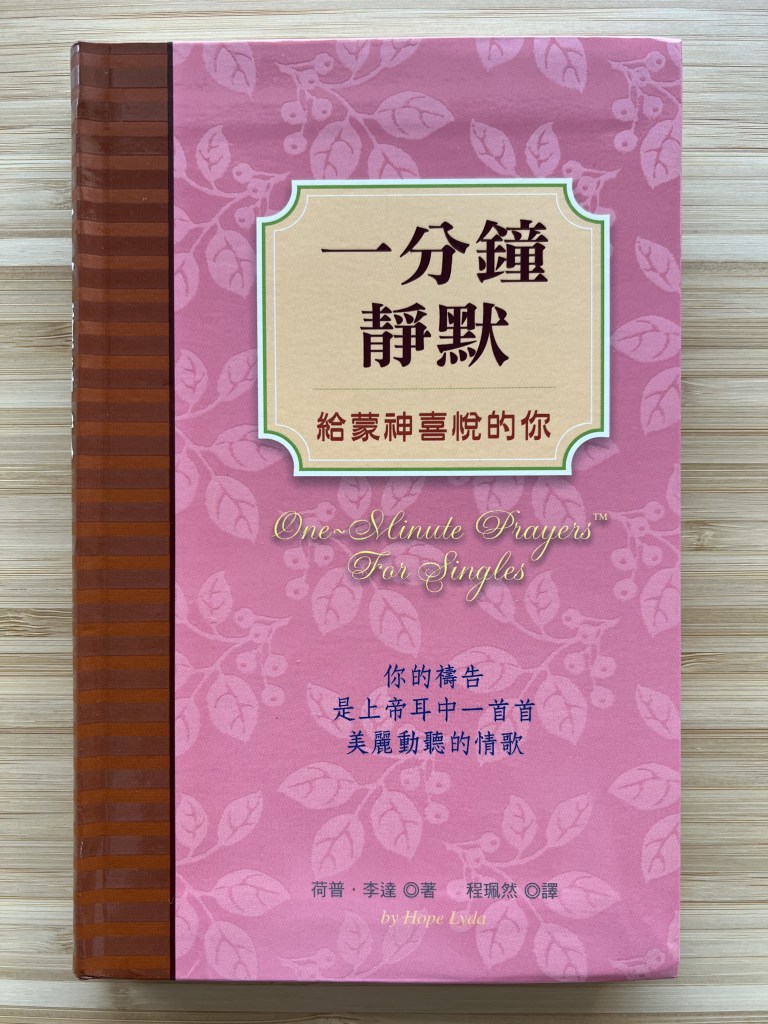 一分鐘
靜默
給蒙神喜悅的你
One~Minute Prayers™
For Singles
你的禱告
是上帝耳中一首首
美麗動聽的情歌
荷普·李達 ◎著 程珮然 ◎譯
by Hope Lyda